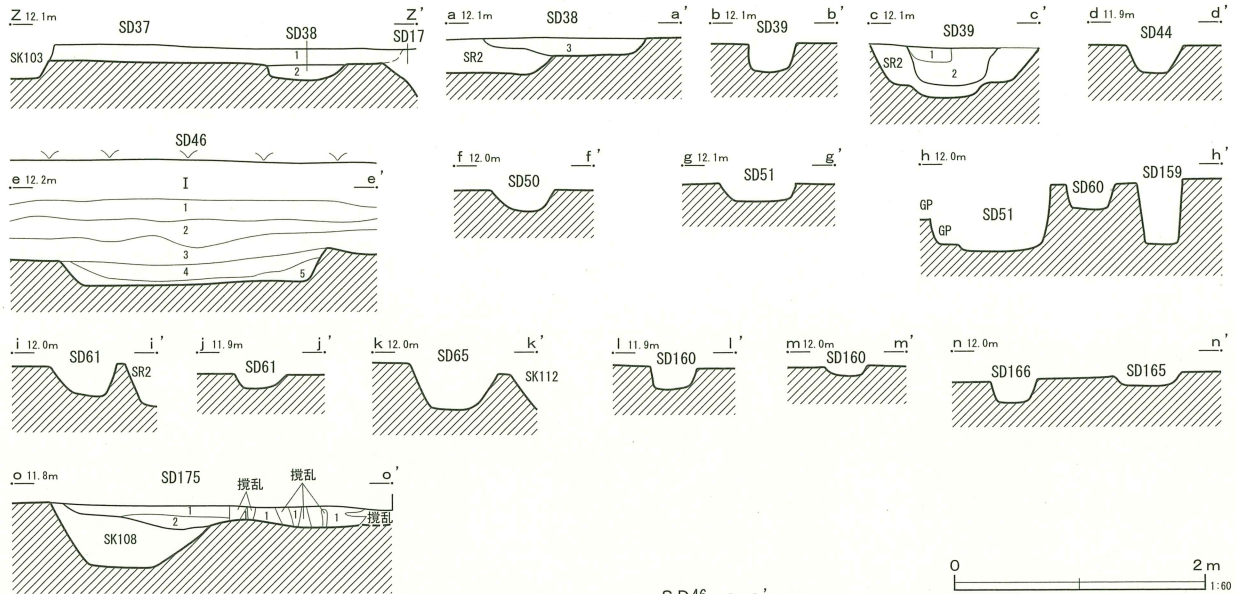 Z 12.1m SD37 SD38 Z' SD17
SK103 1 2
a 12.1m SD38 a'
SR2 3
b 12.1m b'
SD39
c 12.1m c'
SD39
SR2 1 2
d 11.9m d'
SD44
SD46
e 12.2m I e'
1
2
3
4 5
f 12.0m f'
SD50
g 12.1m g'
SD51
h 12.0m h'
GP GP SD51 SD60 SD159
i 12.0m i'
SD61 SR2
j 11.9m j'
SD61
k 12.0m k'
SD65 SK112
l 11.9m l'
SD160
m 12.0m m'
SD160
n 12.0m n'
SD166 SD165
o 11.8m SD175 撹乱 撹乱 o'
1 1 1 1 1 撹乱
2
SK108
0 2m
1:60